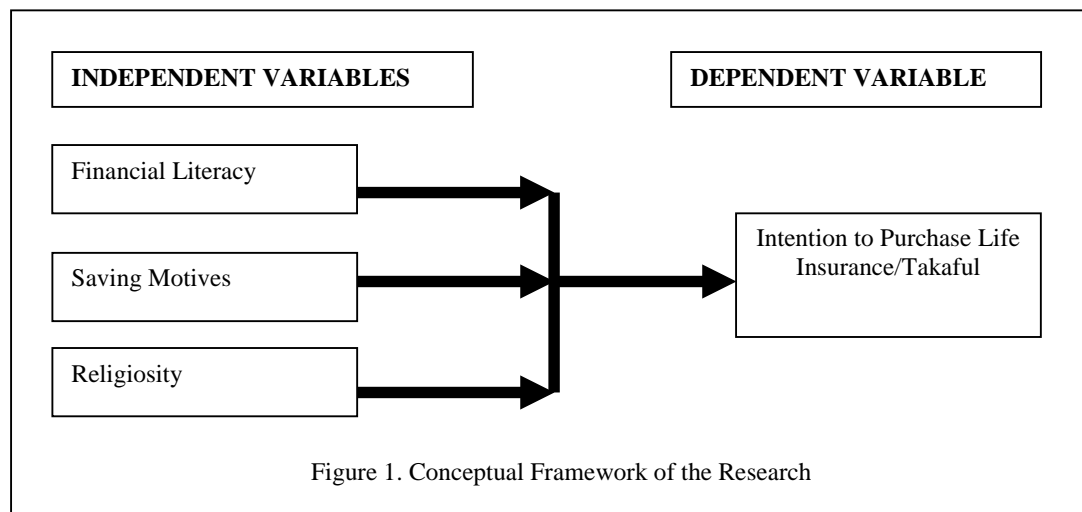 INDEPENDENT VARIABLES
DEPENDENT VARIABLE
Financial Literacy
Saving Motives
Religiosity
Intention to Purchase Life
Insurance/Takaful
Figure 1. Conceptual Framework of the Research